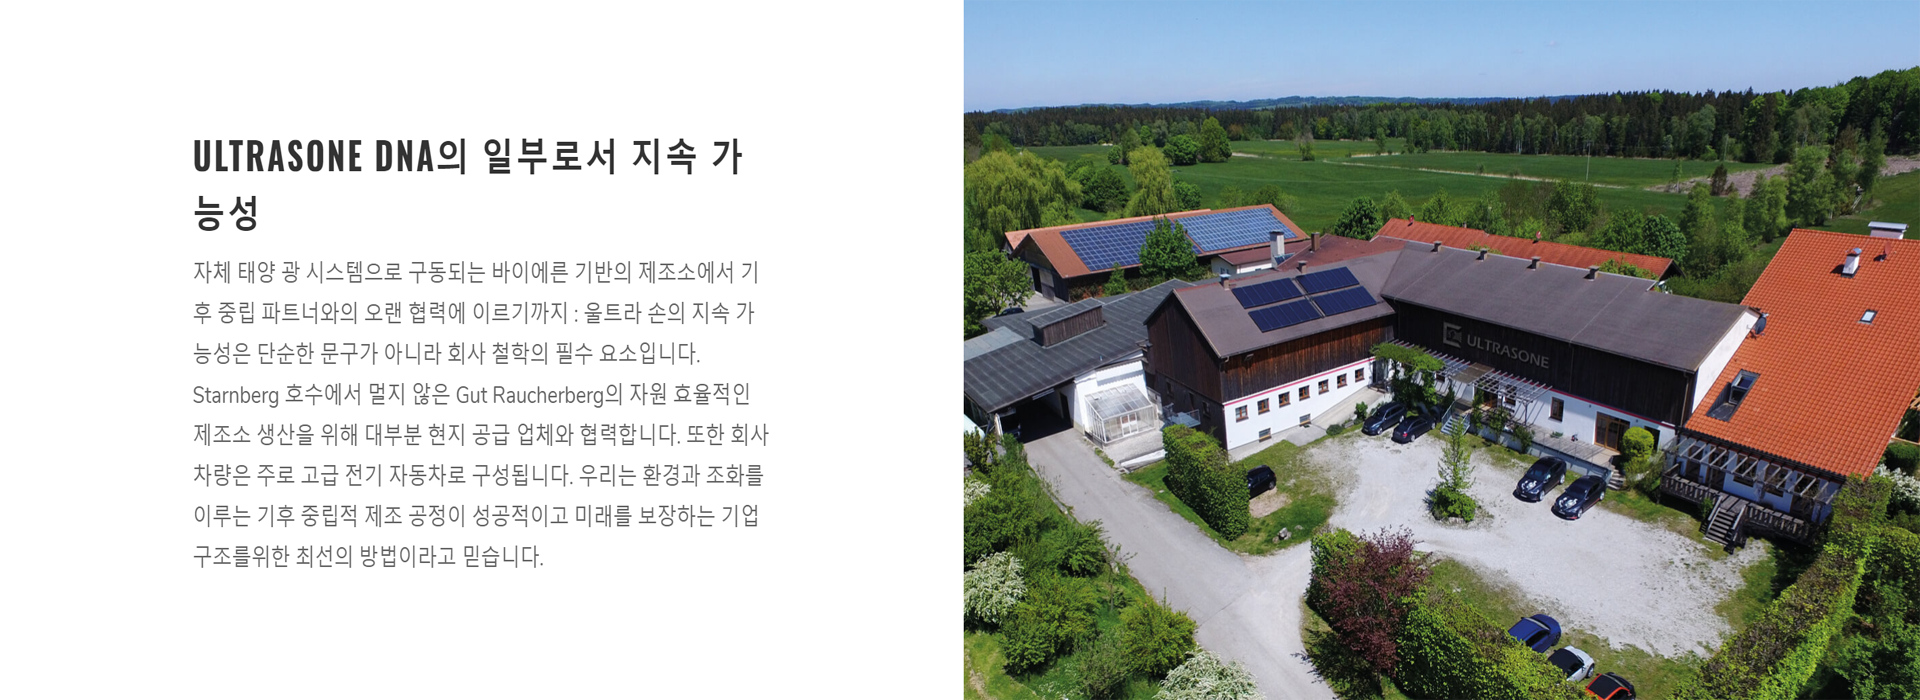 ULTRASONE DNA의 일부로서 지속 가
능성
자체 태양 광 시스템으로 구동되는 바이에른 기반의 제조소에서 기
후 중립 파트너와의 오랜 협력에 이르기까지 : 울트라 손의 지속 가
능성은 단순한 문구가 아니라 회사 철학의 필수 요소입니다.
Starnberg 호수에서 멀지 않은 Gut Raucherberg의 자원 효율적인
제조소 생산을 위해 대부분 현지 공급 업체와 협력합니다. 또한 회사
차량은 주로 고급 전기 자동차로 구성됩니다. 우리는 환경과 조화를
이루는 기후 중립적 제조 공정이 성공적이고 미래를 보장하는 기업
구조를위한 최선의 방법이라고 믿습니다.
ULTRASONE